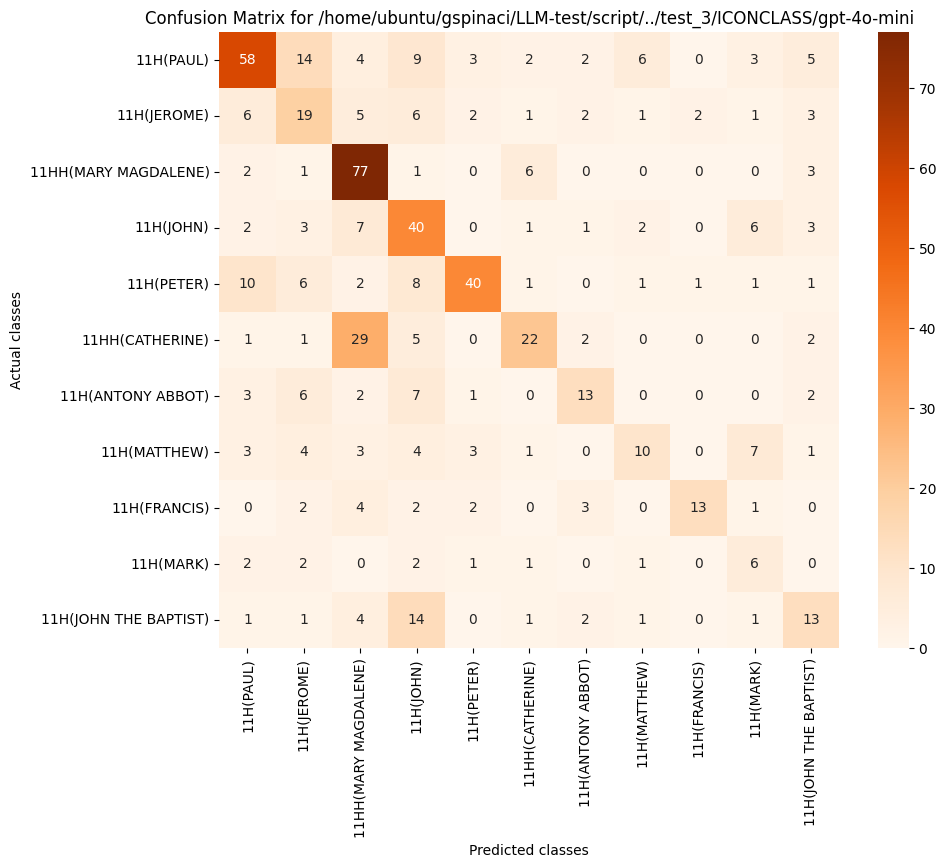 Confusion Matrix for /home/ubuntu/gspinaci/LLM-test/script/../test_3/ICONCLASS/gpt-4o-mini
11H(PAUL) 58 14 4 9 3 2 2 6 0 3 5
11H(JEROME) 6 19 5 6 2 1 2 1 2 1 3
11HH(MARY MAGDALENE) 2 1 77 1 0 6 0 0 0 0 3
11H(JOHN) 2 3 7 40 0 1 1 2 0 6 3
11H(PETER) 10 6 2 8 40 1 0 1 1 1 1
11HH(CATHERINE) 1 1 29 5 0 22 2 0 0 0 2
11H(ANTONY ABBOT) 3 6 2 7 1 0 13 0 0 0 2
11H(MATTHEW) 3 4 3 4 3 1 0 10 0 7 1
11H(FRANCIS) 0 2 4 2 2 0 3 0 13 1 0
11H(MARK) 2 2 0 2 1 1 0 1 0 6 0
11H(JOHN THE BAPTIST) 1 1 4 14 0 1 2 1 0 1 13
Actual classes
11H(PAUL)
11H(JEROME)
11HH(MARY MAGDALENE)
11H(JOHN)
11H(PETER)
11HH(CATHERINE)
11H(ANTONY ABBOT)
11H(MATTHEW)
11H(FRANCIS)
11H(MARK)
11H(JOHN THE BAPTIST)
Predicted classes
70
60
50
40
30
20
10
0